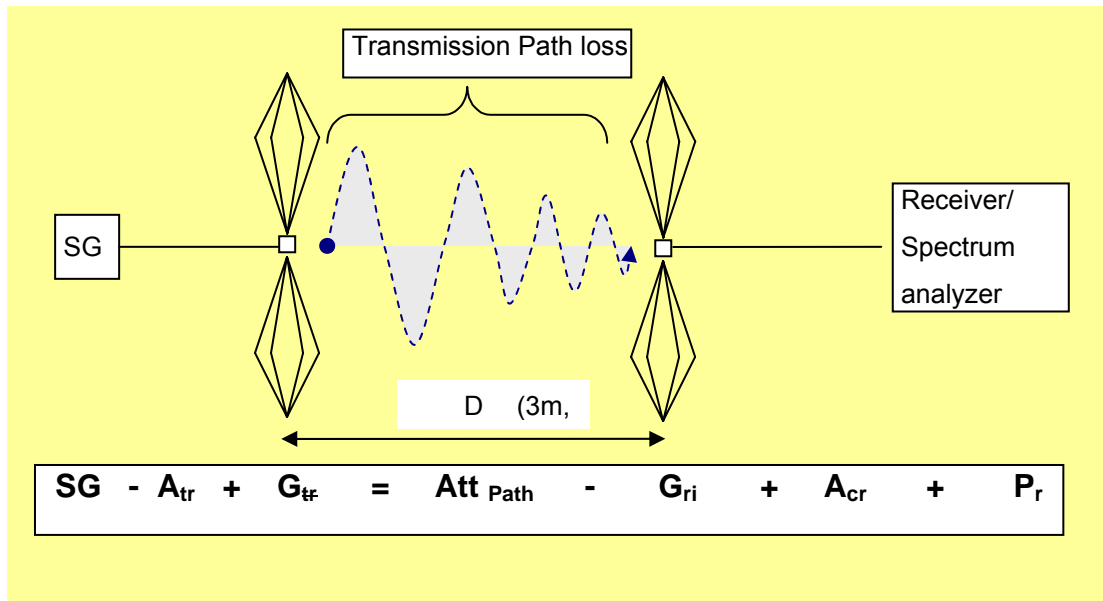 Transmission Path loss
SG
Receiver/
Spectrum
analyzer
D (3m,
SG - Atr + Gtr = Att Path - Gri + Acr + Pr